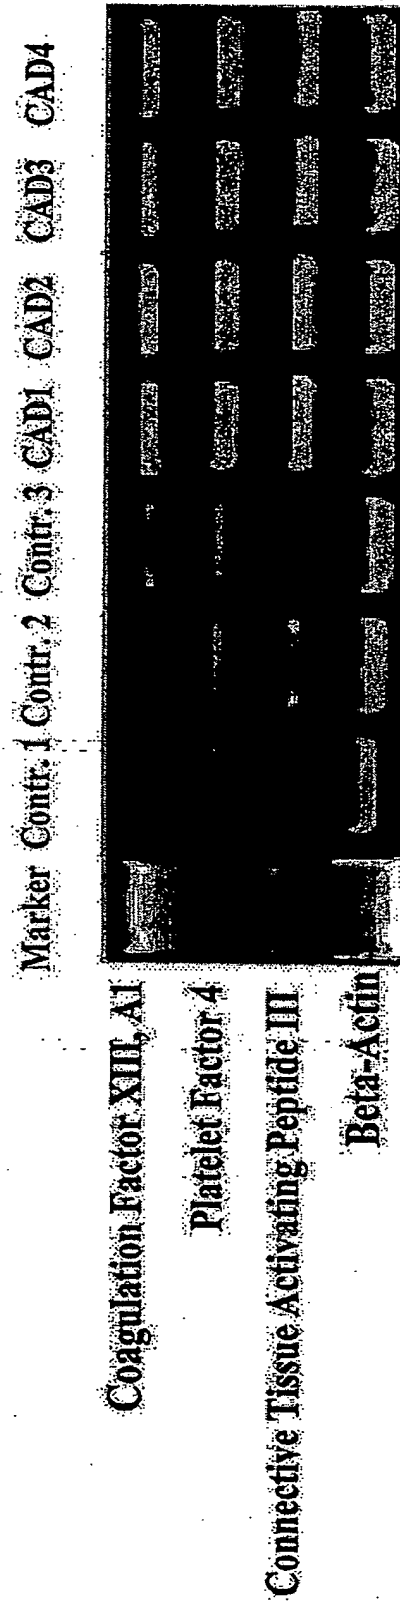 Marker Contr. 1 Contr. 2 Contr. 3 CAD1 CAD2 CAD3 CAD4
Coagulation Factor XIII, A1
Platelet Factor 4
Connective Tissue Activating Peptide III
Beta-Actin